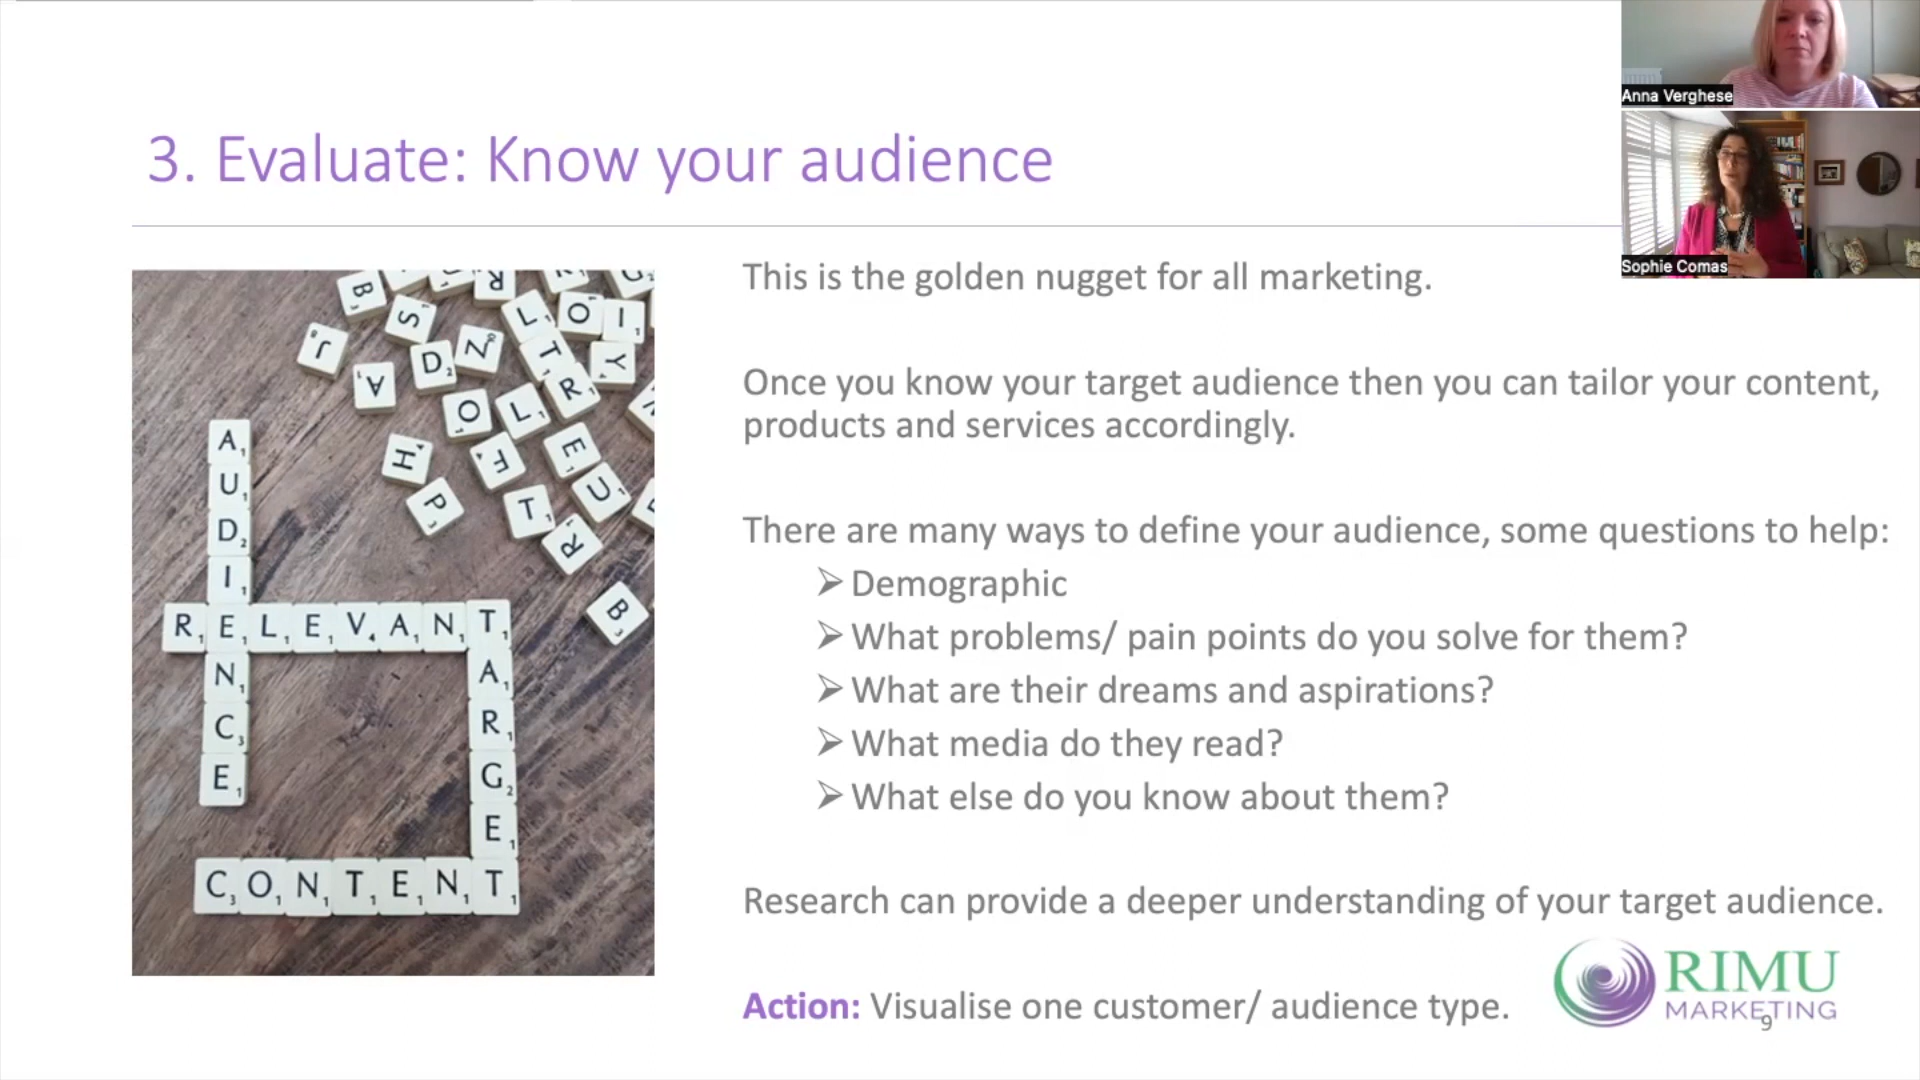 Anna Verghese
Sophie Comas
3. Evaluate: Know your audience
This is the golden nugget for all marketing.
Once you know your target audience then you can tailor your content,
products and services accordingly.
There are many ways to define your audience, some questions to help:
➢ Demographic
➢ What problems/ pain points do you solve for them?
➢ What are their dreams and aspirations?
➢ What media do they read?
➢ What else do you know about them?
Research can provide a deeper understanding of your target audience.
Action: Visualise one customer/ audience type.
AUDIENCE
RELEVANT
TARGET
CONTENT
RIMU
MARKETING
9